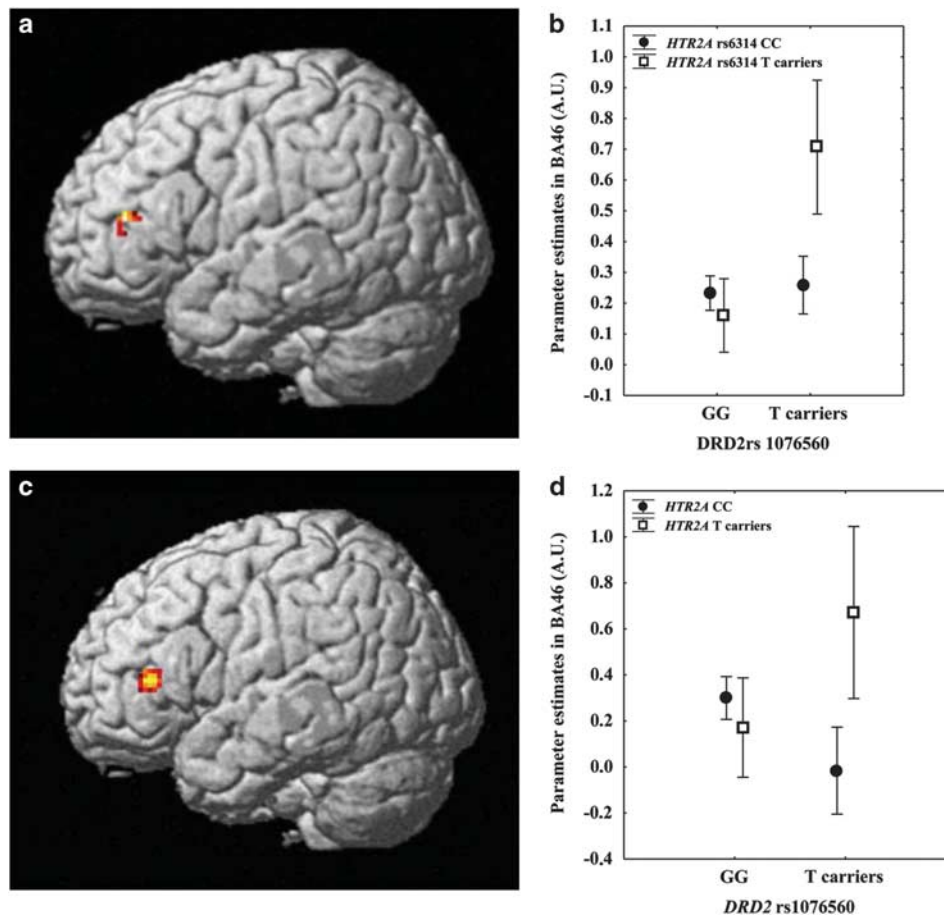 a
b
1.1
1.0
0.9
0.8
0.7
0.6
0.5
0.4
0.3
0.2
0.1
0.0
-0.1
Parameter estimates in BA46 (A.U.)
HTR2A rs6314 CC
HTR2A rs6314 T carriers
GG T carriers
DRD2rs 1076560
c
d
1.2
1.0
0.8
0.6
0.4
0.2
0.0
-0.2
-0.4
Parameter estimates in BA46 (A.U.)
HTR2A CC
HTR2A T carriers
GG T carriers
DRD2 rs1076560